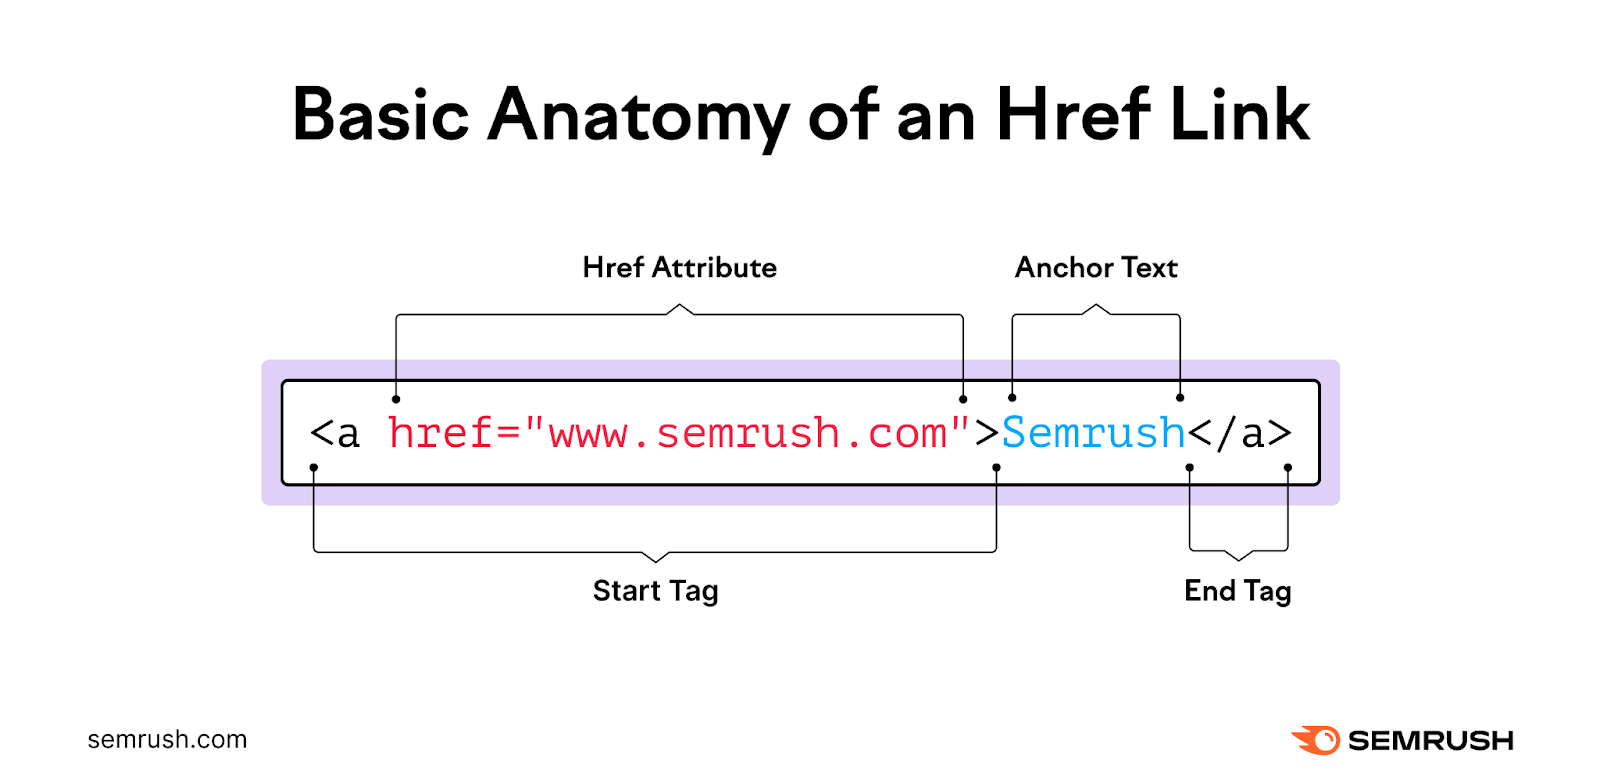 Basic Anatomy of an Href Link
Href Attribute
Anchor Text
<a href="www.semrush.com">Semrush</a>
Start Tag
End Tag
semrush.com
SEMRUSH